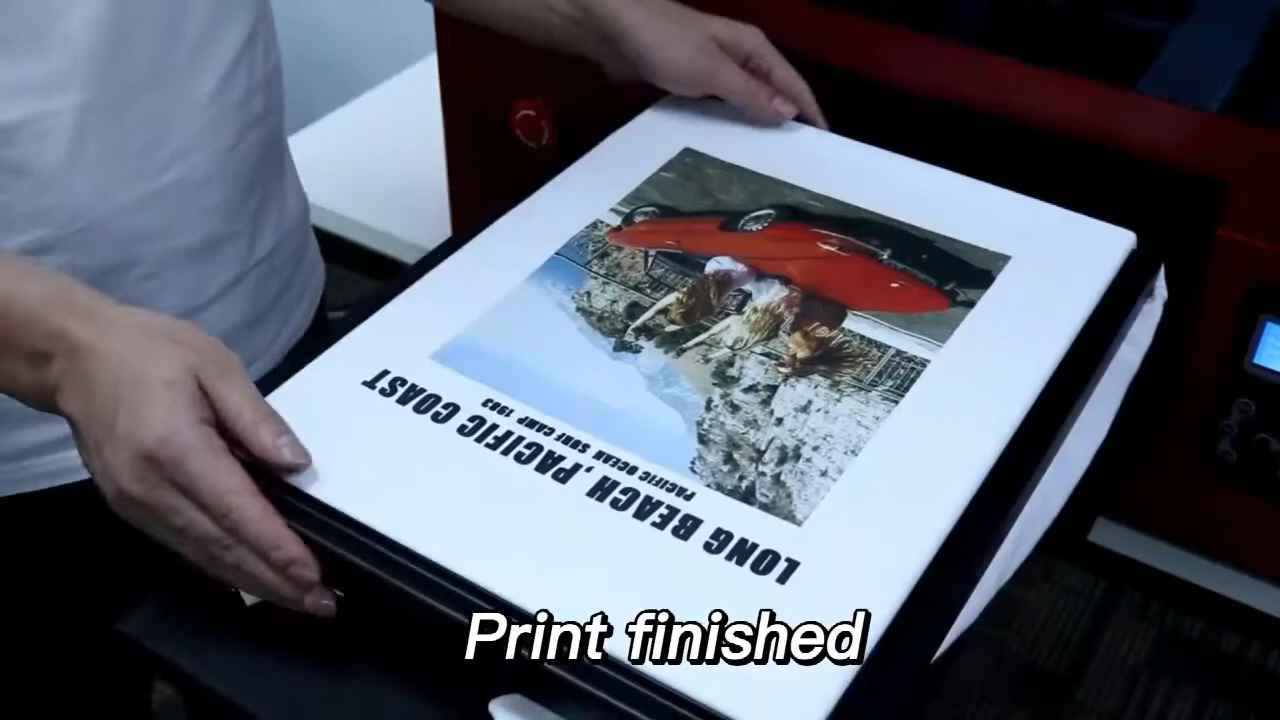 LONG BEACH, PACIFIC COAST
PACIFIC OCEAN SURF CAMP 1983
Print finished